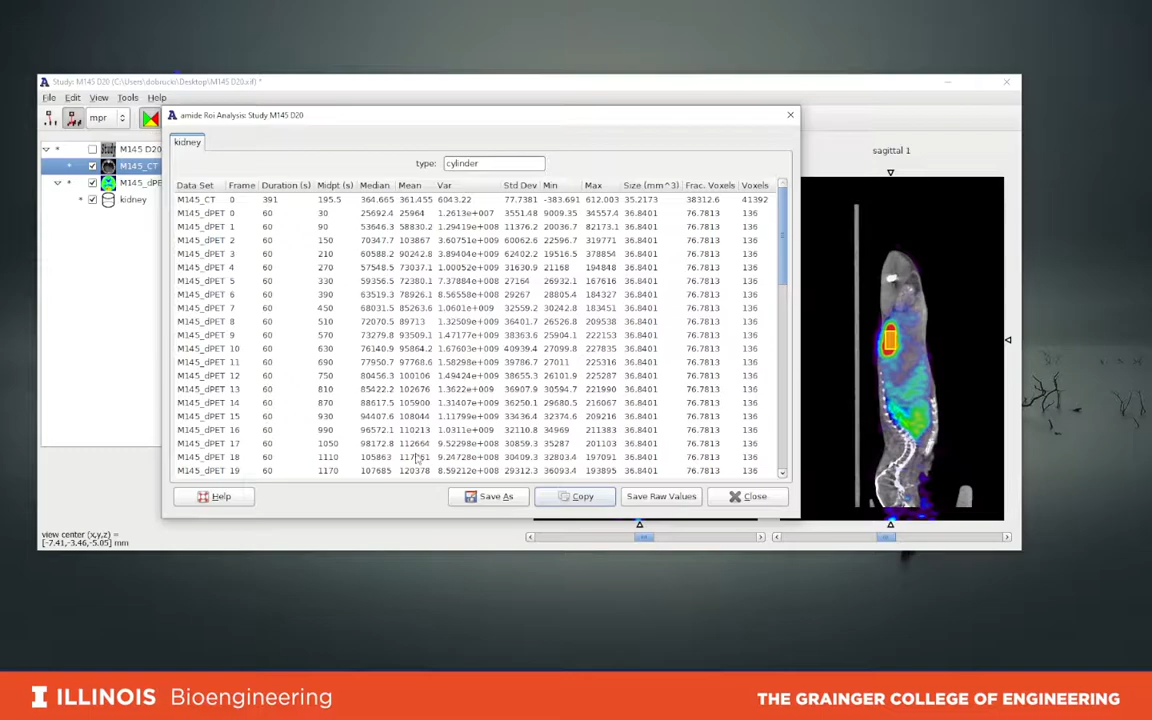 Study: M145 D20 (C:\Users\dobrucki\Desktop\M145 D20.xif) *
File Edit View Tools Help
mpr
M145 D20
M145_CT
M145_dPE
kidney
view center (x,y,z) =
[-7.41,-3.46,-5.05] mm
amide Roi Analysis: Study M145 D20
kidney
type: cylinder
Data Set Frame Duration (s) Midpt (s) Median Mean Var Std Dev Min Max Size (mm^3) Frac. Voxels Voxels
M145_CT 0 391 195.5 364.665 361.455 6043.22 77.7381 -383.691 612.003 35.2173 38312.6 41392
M145_dPET 0 60 30 25692.4 25964 1.2613e+007 3551.48 9009.35 34557.4 36.8401 76.7813 136
M145_dPET 1 60 90 53646.3 58830.2 1.29419e+008 11376.2 20036.7 82173.1 36.8401 76.7813 136
M145_dPET 2 60 150 70347.7 103867 3.60751e+009 60062.6 22596.7 319771 36.8401 76.7813 136
M145_dPET 3 60 210 60588.2 90242.8 3.89404e+009 62402.2 19516.5 378854 36.8401 76.7813 136
M145_dPET 4 60 270 57548.5 73037.1 1.00052e+009 31630.9 21168 194848 36.8401 76.7813 136
M145_dPET 5 60 330 59356.5 72380.1 7.37884e+008 27164 26932.1 167616 36.8401 76.7813 136
M145_dPET 6 60 390 63519.3 78926.1 8.56558e+008 29267 28805.4 184327 36.8401 76.7813 136
M145_dPET 7 60 450 68031.5 85263.6 1.0601e+009 32559.2 30242.8 183451 36.8401 76.7813 136
M145_dPET 8 60 510 72070.5 89713 1.32509e+009 36401.7 26526.8 209538 36.8401 76.7813 136
M145_dPET 9 60 570 73279.8 93509.1 1.47177e+009 38363.6 25904.1 222153 36.8401 76.7813 136
M145_dPET 10 60 630 76140.9 95864.2 1.67603e+009 40939.4 27099.8 227835 36.8401 76.7813 136
M145_dPET 11 60 690 77950.7 97768.6 1.58298e+009 39786.7 27011 225316 36.8401 76.7813 136
M145_dPET 12 60 750 80456.3 100106 1.49424e+009 38655.3 26101.9 225287 36.8401 76.7813 136
M145_dPET 13 60 810 85422.2 102676 1.3622e+009 36907.9 30594.7 221990 36.8401 76.7813 136
M145_dPET 14 60 870 88617.5 105900 1.31407e+009 36250.1 29680.5 216067 36.8401 76.7813 136
M145_dPET 15 60 930 94407.6 108044 1.11799e+009 33436.4 32374.6 209216 36.8401 76.7813 136
M145_dPET 16 60 990 96572.1 110213 1.0311e+009 32110.8 34969 211383 36.8401 76.7813 136
M145_dPET 17 60 1050 98172.8 112664 9.52298e+008 30859.3 35287 201103 36.8401 76.7813 136
M145_dPET 18 60 1110 105863 9.24728e+008 30409.3 33480.4 197091 36.8401 76.7813 136
M145_dPET 19 60 1170 107685 120378 8.59212e+008 29312.3 36093.4 193895 36.8401 76.7813 136
Help Save As Copy Save Raw Values Close
sagittal 1
ILLINOIS Bioengineering
THE GRAINGER COLLEGE OF ENGINEERING